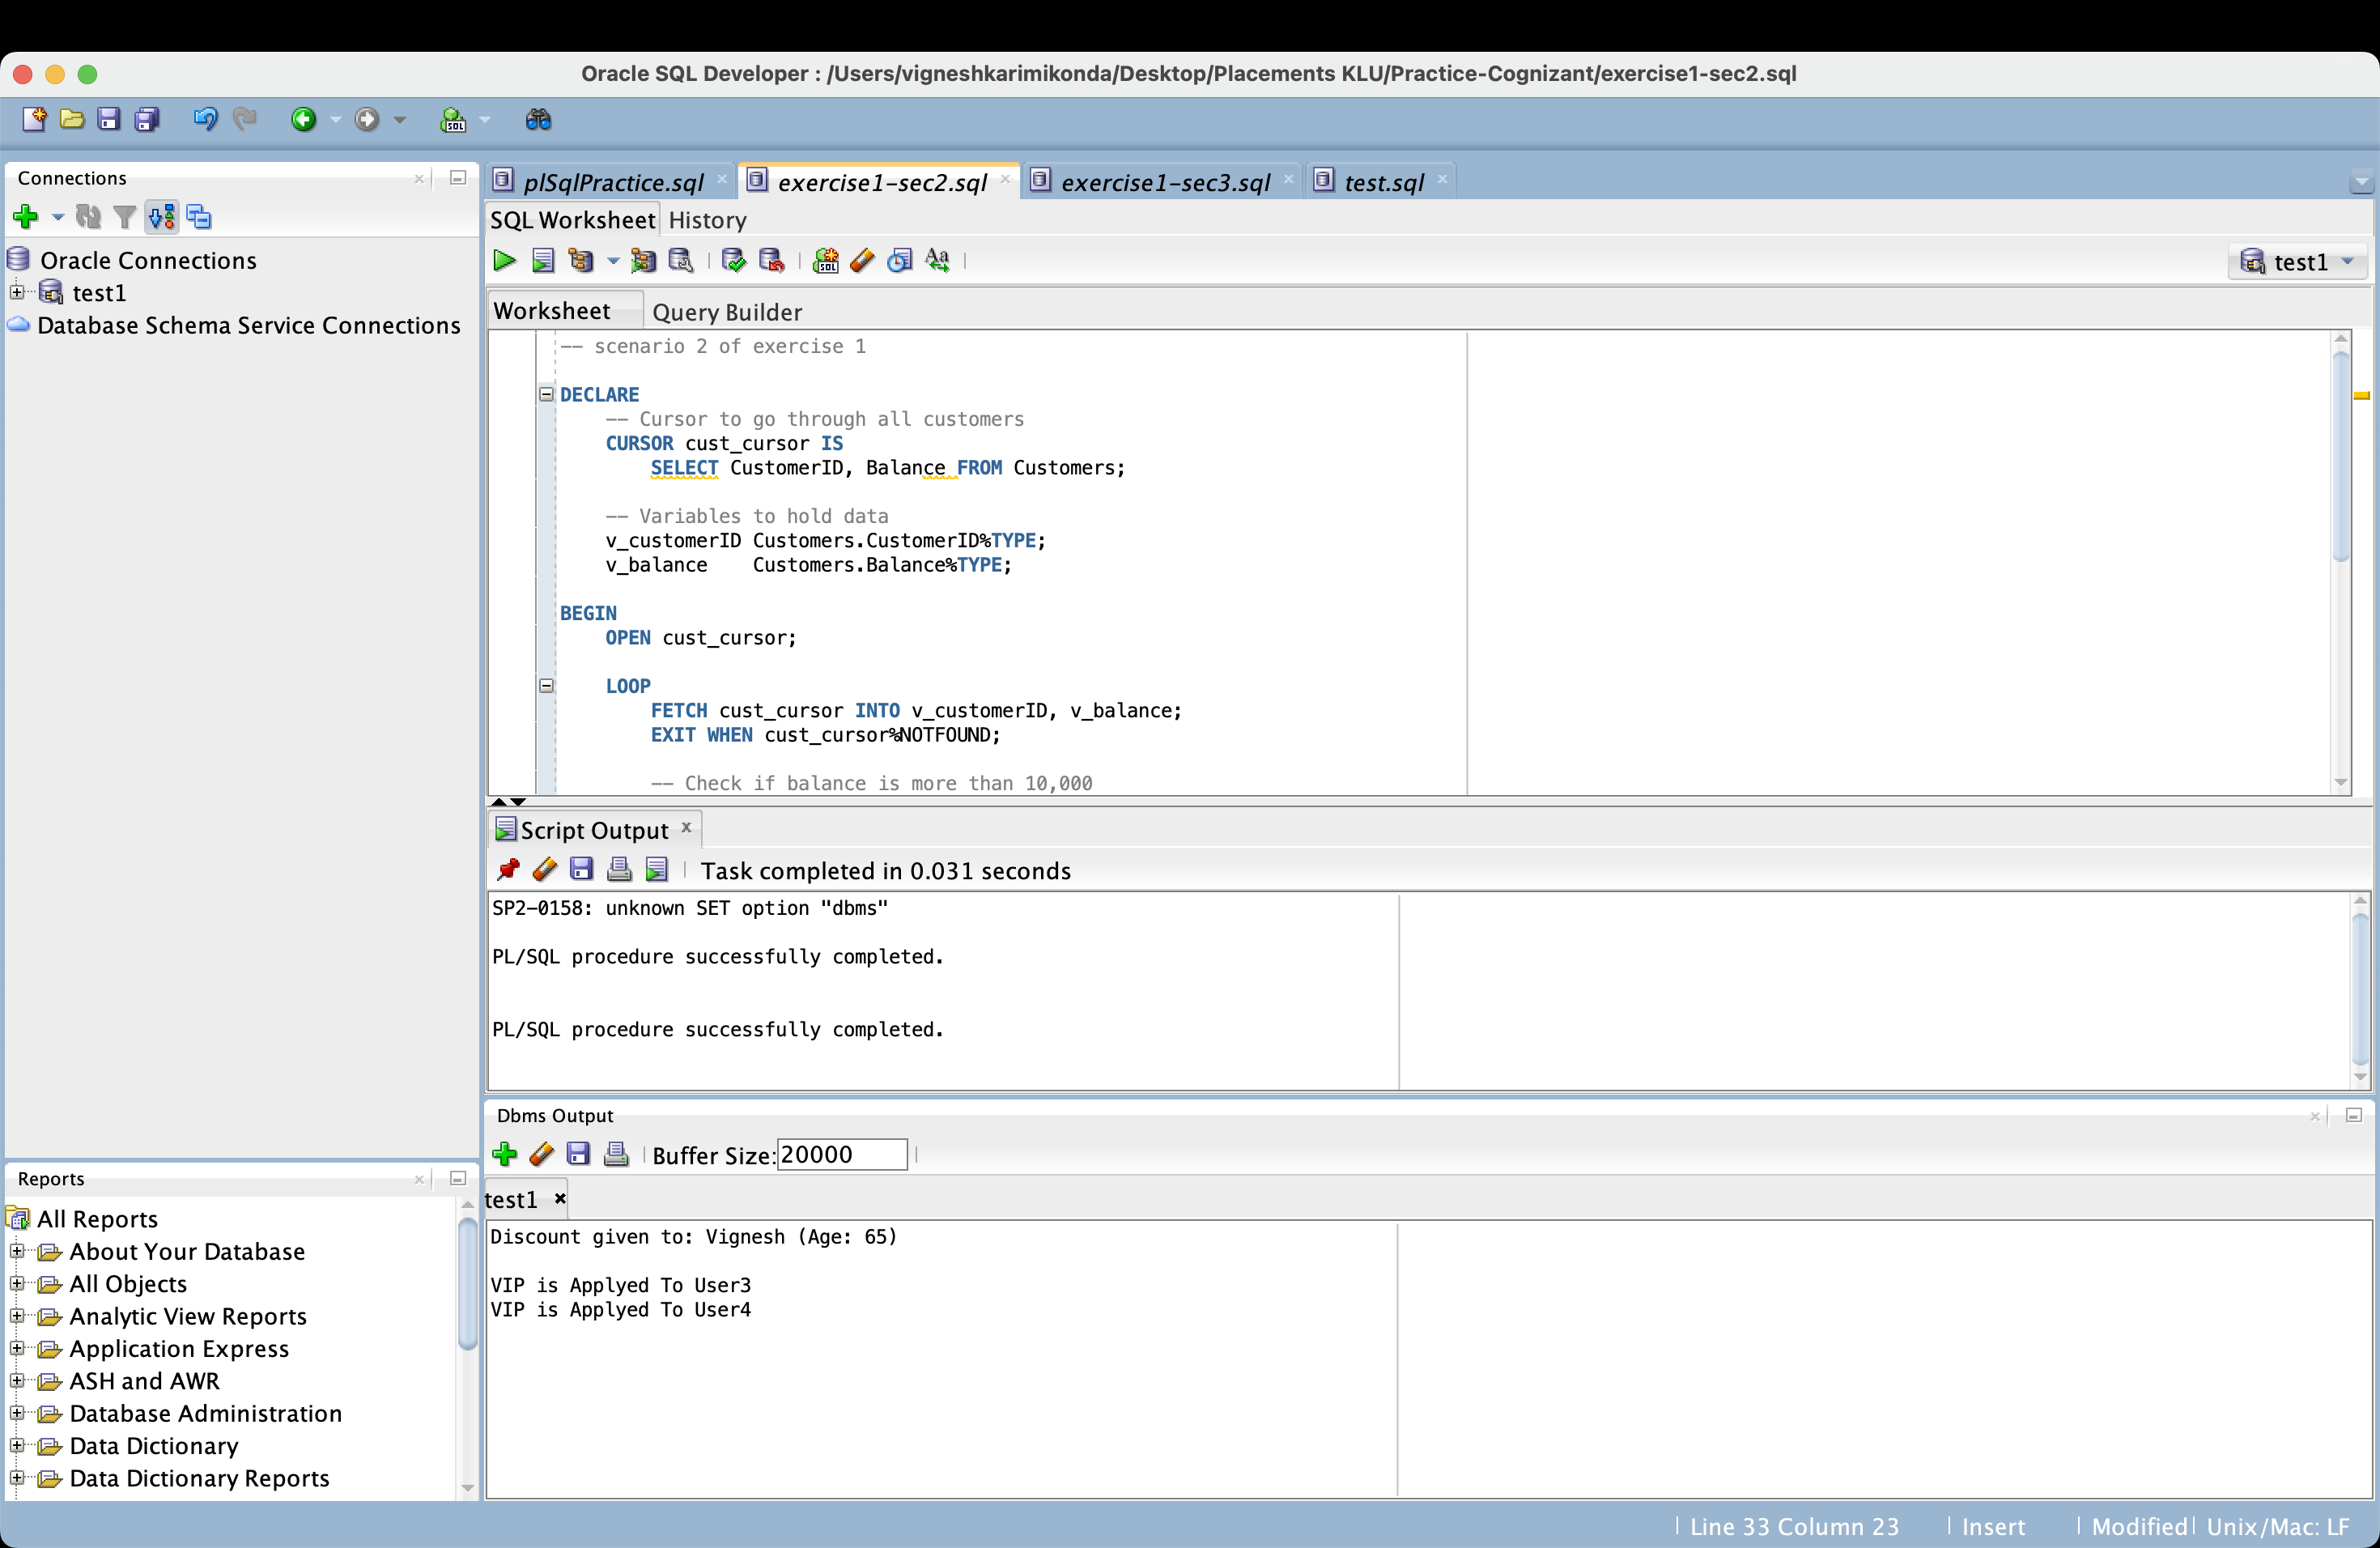 Oracle SQL Developer : /Users/vigneshkarimikonda/Desktop/Placements KLU/Practice-Cognizant/exercise1-sec2.sql
Connections
Oracle Connections
test1
Database Schema Service Connections
plSqlPractice.sql
exercise1-sec2.sql
exercise1-sec3.sql
test.sql
SQL Worksheet
History
test1
Worksheet
Query Builder
-- scenario 2 of exercise 1
DECLARE
-- Cursor to go through all customers
CURSOR cust_cursor IS
SELECT CustomerID, Balance FROM Customers;
-- Variables to hold data
v_customerID Customers.CustomerID%TYPE;
v_balance    Customers.Balance%TYPE;
BEGIN
OPEN cust_cursor;
LOOP
FETCH cust_cursor INTO v_customerID, v_balance;
EXIT WHEN cust_cursor%NOTFOUND;
-- Check if balance is more than 10,000
Script Output
Task completed in 0.031 seconds
SP2-0158: unknown SET option "dbms"
PL/SQL procedure successfully completed.
PL/SQL procedure successfully completed.
Dbms Output
Buffer Size: 20000
test1
Discount given to: Vignesh (Age: 65)
VIP is Applyed To User3
VIP is Applyed To User4
Reports
All Reports
About Your Database
All Objects
Analytic View Reports
Application Express
ASH and AWR
Database Administration
Data Dictionary
Data Dictionary Reports
Line 33 Column 23
Insert
Modified
Unix/Mac: LF